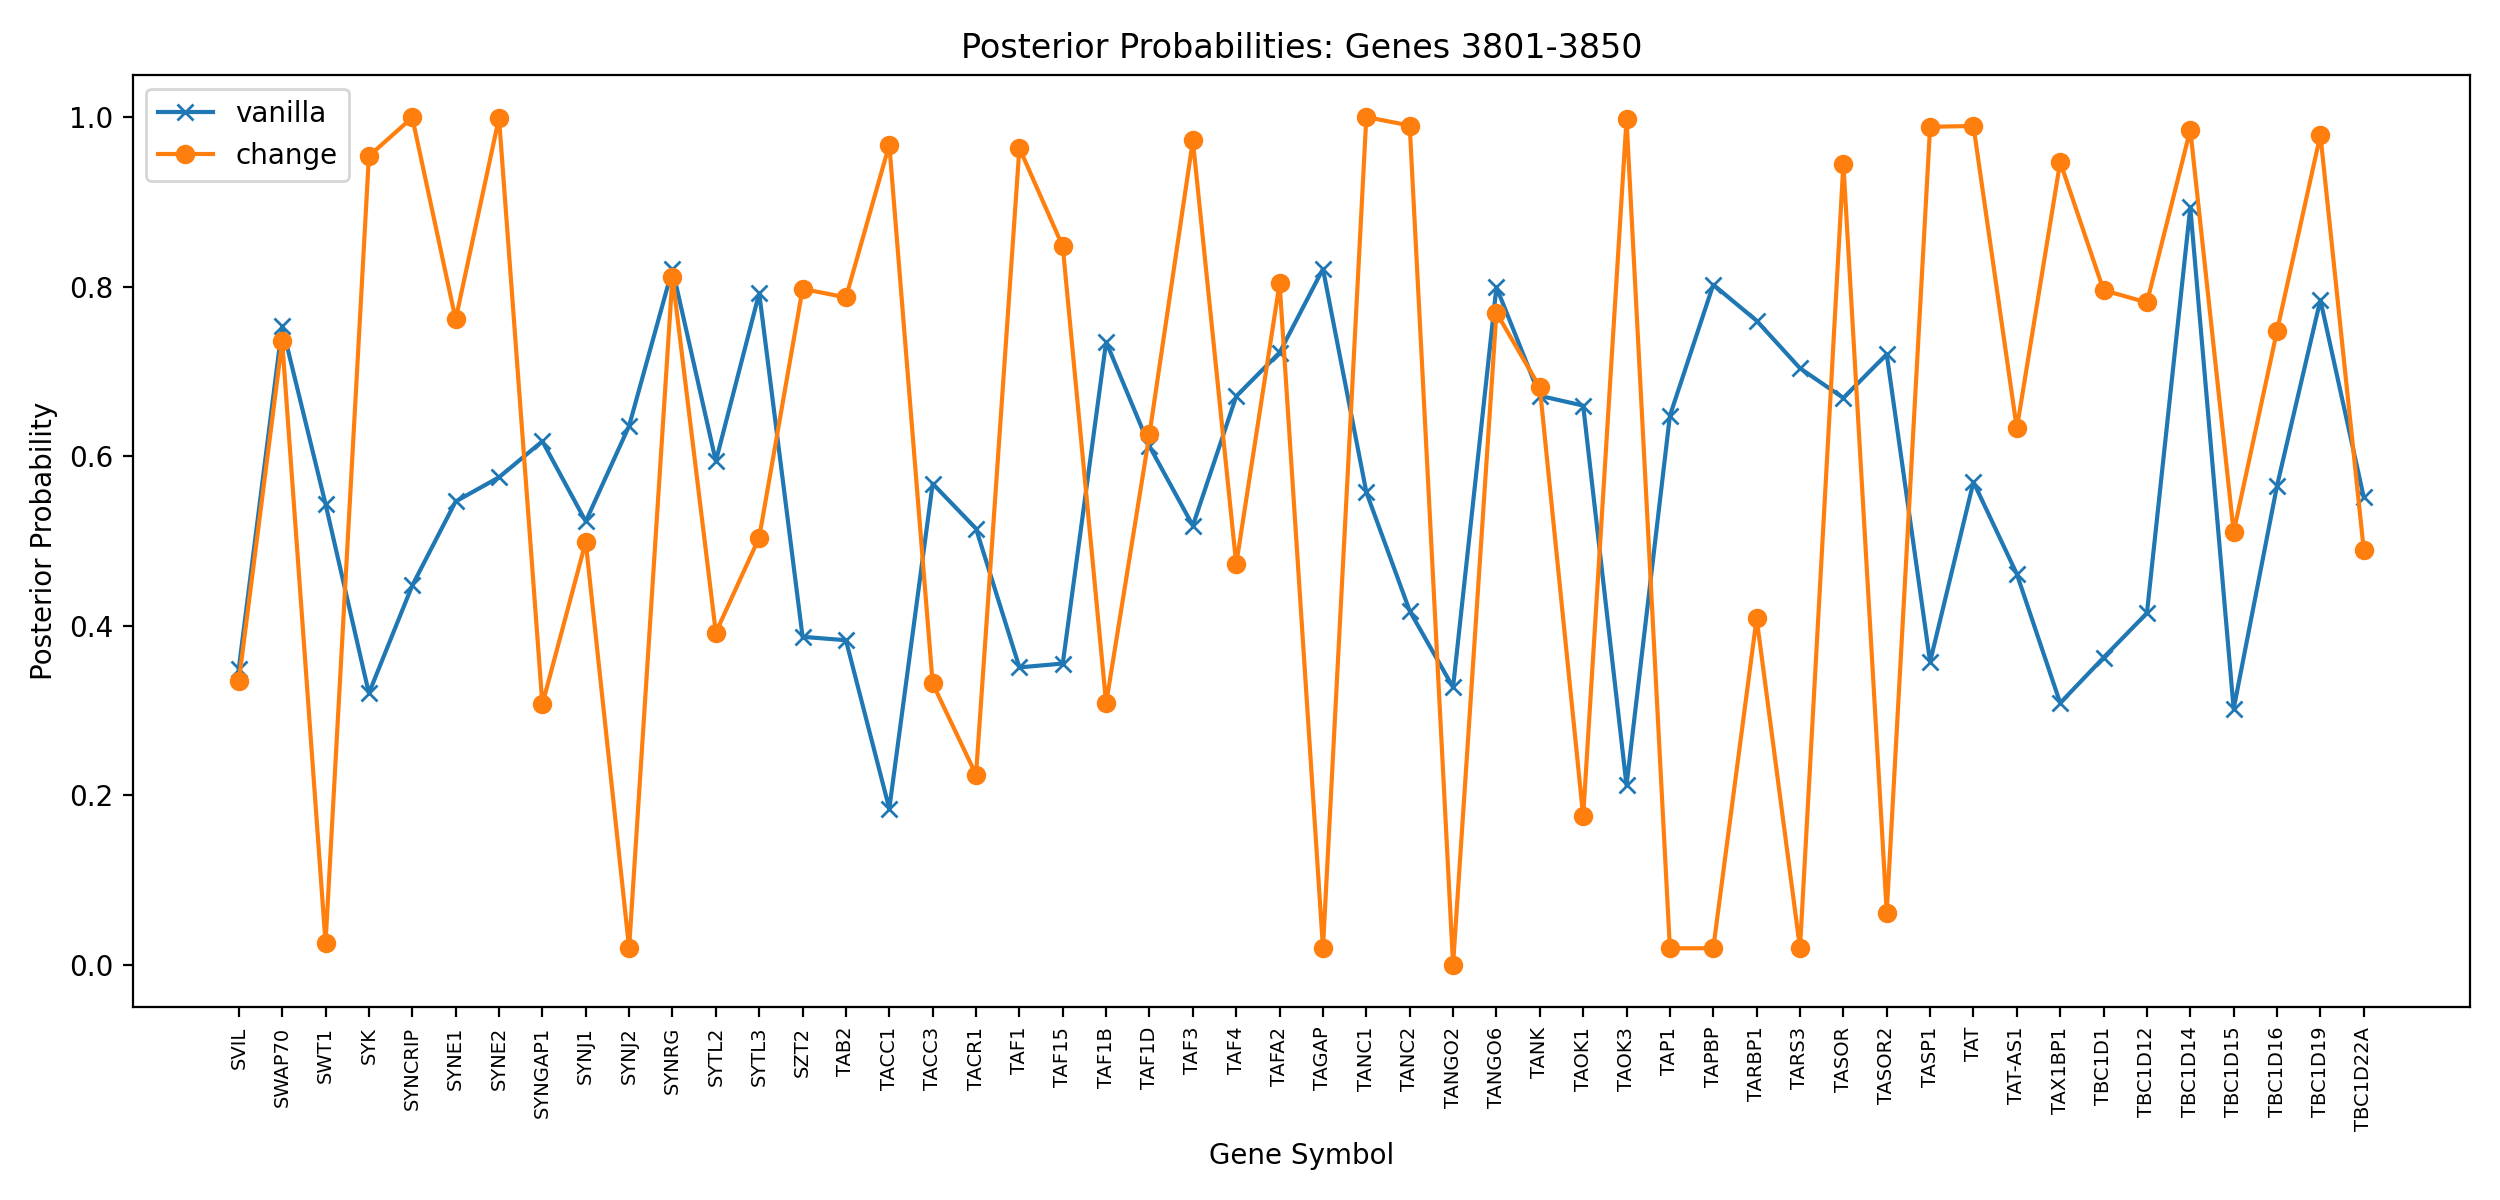 Posterior Probabilities: Genes 3801-3850
vanilla
change
Posterior Probability
1.0
0.8
0.6
0.4
0.2
0.0
SVIL
SWAP70
SWT1
SYK
SYNCRIP
SYNE1
SYNE2
SYNGAP1
SYNJ1
SYNJ2
SYNRG
SYTL2
SYTL3
SZT2
TAB2
TACC1
TACC3
TACR1
TAF1
TAF15
TAF1B
TAF1D
TAF3
TAF4
TAFA2
TAGAP
TANC1
TANC2
TANGO2
TANGO6
TANK
TAOK1
TAOK3
TAP1
TAPBP
TARBP1
TARS3
TASOR
TASOR2
TASP1
TAT
TAT-AS1
TAX1BP1
TBC1D1
TBC1D12
TBC1D14
TBC1D15
TBC1D16
TBC1D19
TBC1D22A
Gene Symbol